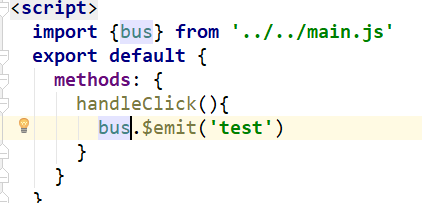 <script>
import {bus} from '../../main.js'
export default {
methods: {
handleClick(){
bus.$emit('test')
}
}
}